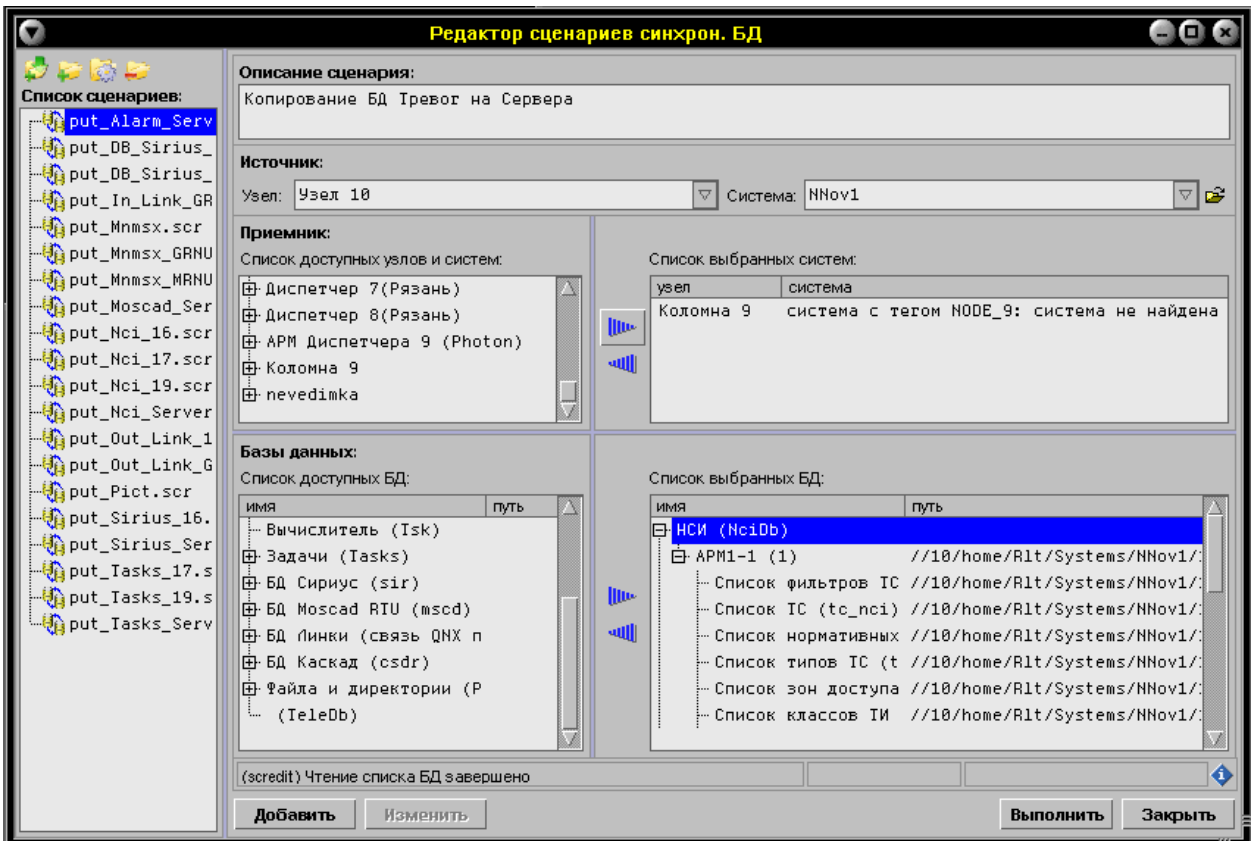 Редактор сценариев синхрон. БД
Список сценариев:
put_Alarm_Serv
put_DB_Sirius_
put_DB_Sirius_
put_In_Link_GR
put_Mnmsx.scr
put_Mnmsx_GRNU
put_Mnmsx_MRNU
put_Moscad_Ser
put_Nci_16.scr
put_Nci_17.scr
put_Nci_19.scr
put_Nci_Server
put_Out_Link_1
put_Out_Link_G
put_Pict.scr
put_Sirius_16.
put_Sirius_Ser
put_Tasks_17.s
put_Tasks_19.s
put_Tasks_Serv
Описание сценария:
Копирование БД Тревог на Сервера
Источник:
Узел: Узел 10 Система: NNov1
Приемник:
Список доступных узлов и систем:
Диспетчер 7(Рязань)
Диспетчер 8(Рязань)
АРМ Диспетчера 9 (Photon)
Коломна 9
nevedimka
Список выбранных систем:
узел система
Коломна 9 система с тегом NODE_9: система не найдена
Базы данных:
Список доступных БД:
имя путь
Вычислитель (Isk)
Задачи (Tasks)
БД Сириус (sir)
БД Moscad RTU (mscd)
БД Линки (связь QNX п
БД Каскад (csdr)
Файла и директории (P
(TeleDb)
Список выбранных БД:
имя путь
НСИ (NciDb)
АРМ1-1 (1) //10/home/Rlt/Systems/NNov1/
Список фильтров ТС //10/home/Rlt/Systems/NNov1/
Список ТС (tc_nci) //10/home/Rlt/Systems/NNov1/
Список нормативных //10/home/Rlt/Systems/NNov1/
Список типов ТС (t //10/home/Rlt/Systems/NNov1/
Список зон доступа //10/home/Rlt/Systems/NNov1/
Список классов ТИ //10/home/Rlt/Systems/NNov1/
(scredit) Чтение списка БД завершено
Добавить Изменить Выполнить Закрыть